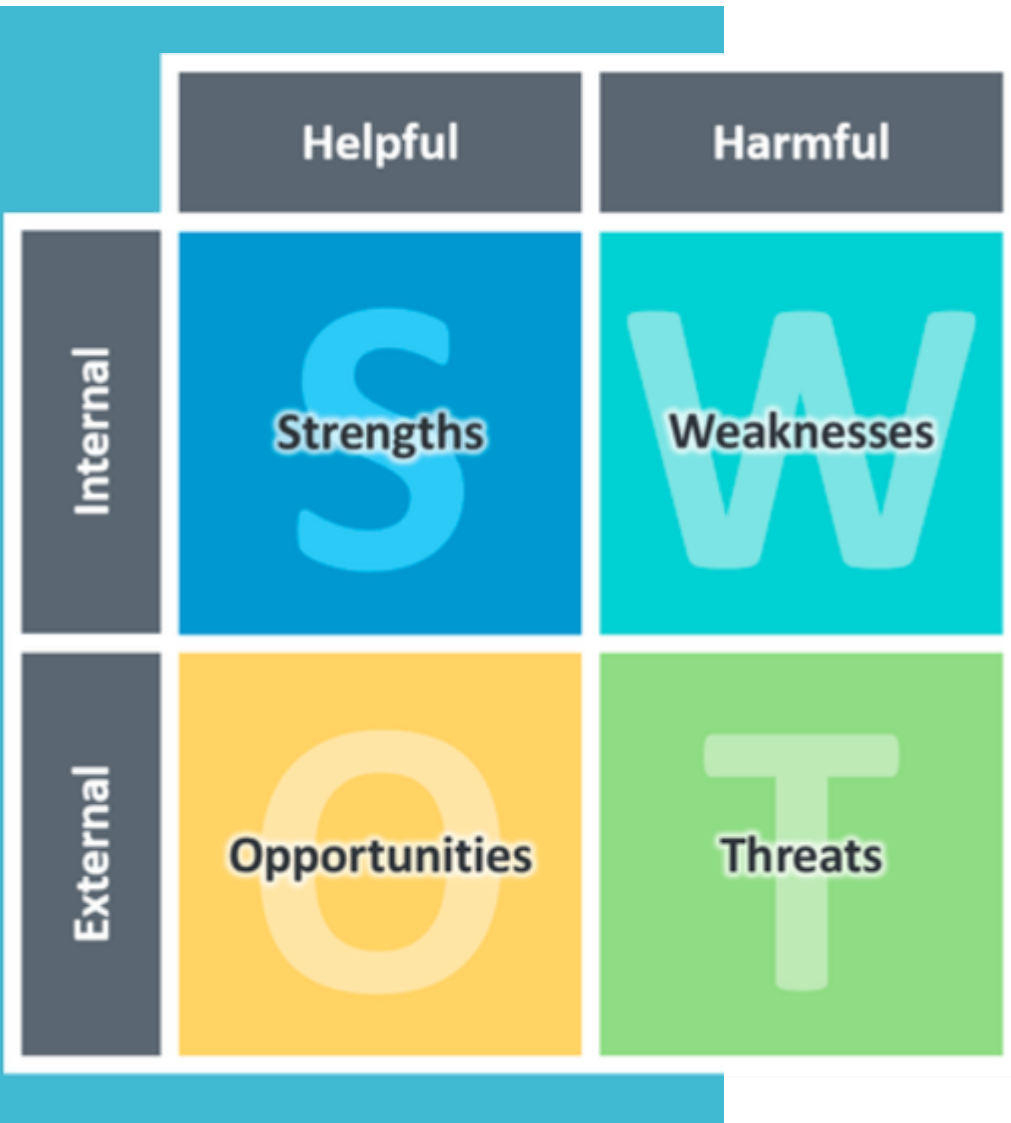 Helpful
Harmful
Internal
S
Strengths
W
Weaknesses
External
O
Opportunities
T
Threats